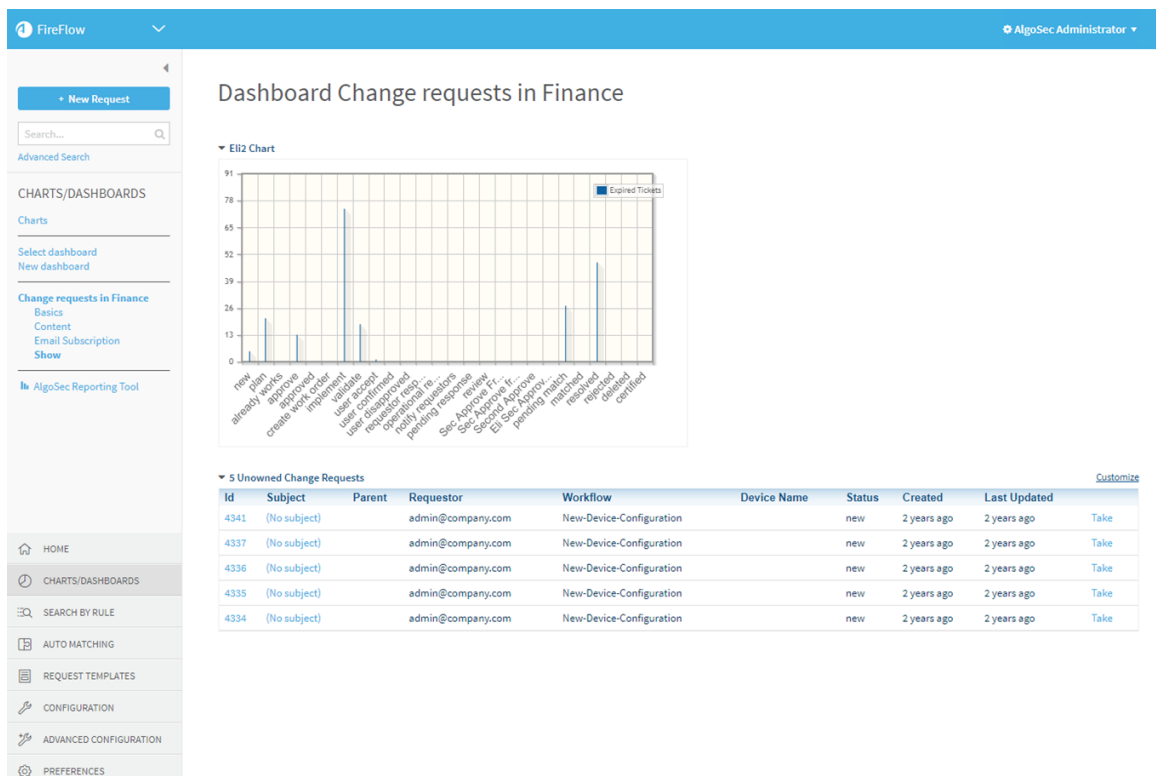 FireFlow
AlgoSec Administrator
+ New Request
Search...
Advanced Search
CHARTS/DASHBOARDS
Charts
Select dashboard
New dashboard
Change requests in Finance
Basics
Content
Email Subscription
Show
AlgoSec Reporting Tool
HOME
CHARTS/DASHBOARDS
SEARCH BY RULE
AUTO MATCHING
REQUEST TEMPLATES
CONFIGURATION
ADVANCED CONFIGURATION
PREFERENCES
Dashboard Change requests in Finance
Eli2 Chart
91
78
65
52
39
26
13
0
Expired Tickets
new
plan
already works
approve
approved
create work order
implement
validate
user accept
user confirmed
user disapproved
requestor resp...
operational re...
notify requestors
pending response
review
Sec Approve Fr...
Sec Approve fr...
Second Approve
Eli Sec Approv...
pending match
matched
resolved
rejected
deleted
certified
5 Unowned Change Requests Customize
Id Subject Parent Requestor Workflow Device Name Status Created Last Updated
4341 (No subject) admin@company.com New-Device-Configuration new 2 years ago 2 years ago Take
4337 (No subject) admin@company.com New-Device-Configuration new 2 years ago 2 years ago Take
4336 (No subject) admin@company.com New-Device-Configuration new 2 years ago 2 years ago Take
4335 (No subject) admin@company.com New-Device-Configuration new 2 years ago 2 years ago Take
4334 (No subject) admin@company.com New-Device-Configuration new 2 years ago 2 years ago Take